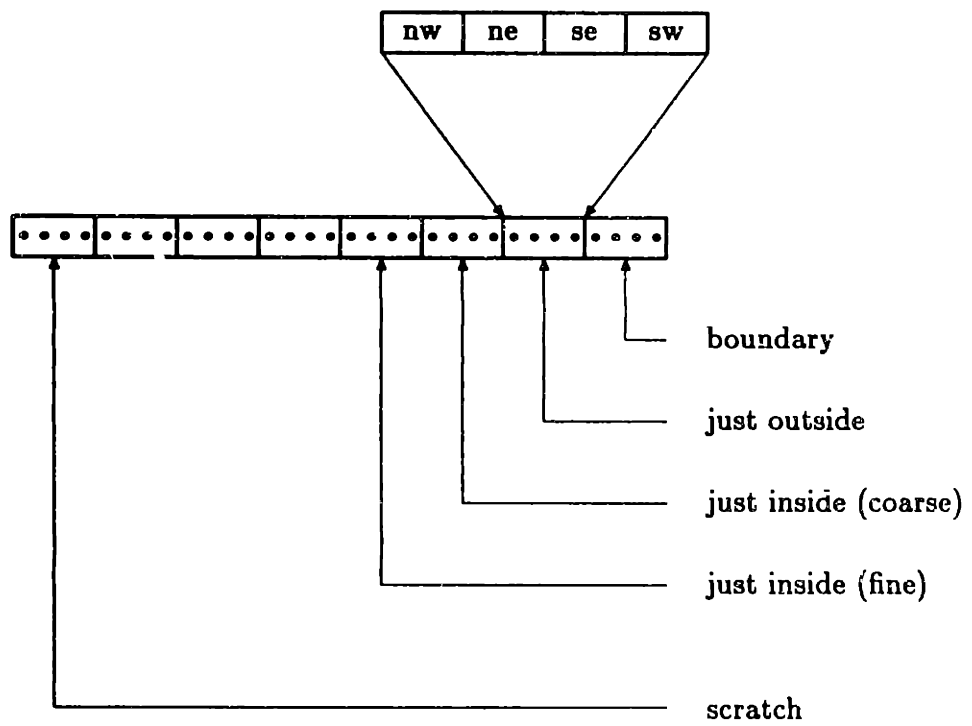 nw ne se sw
boundary
just outside
just inside (coarse)
just inside (fine)
scratch